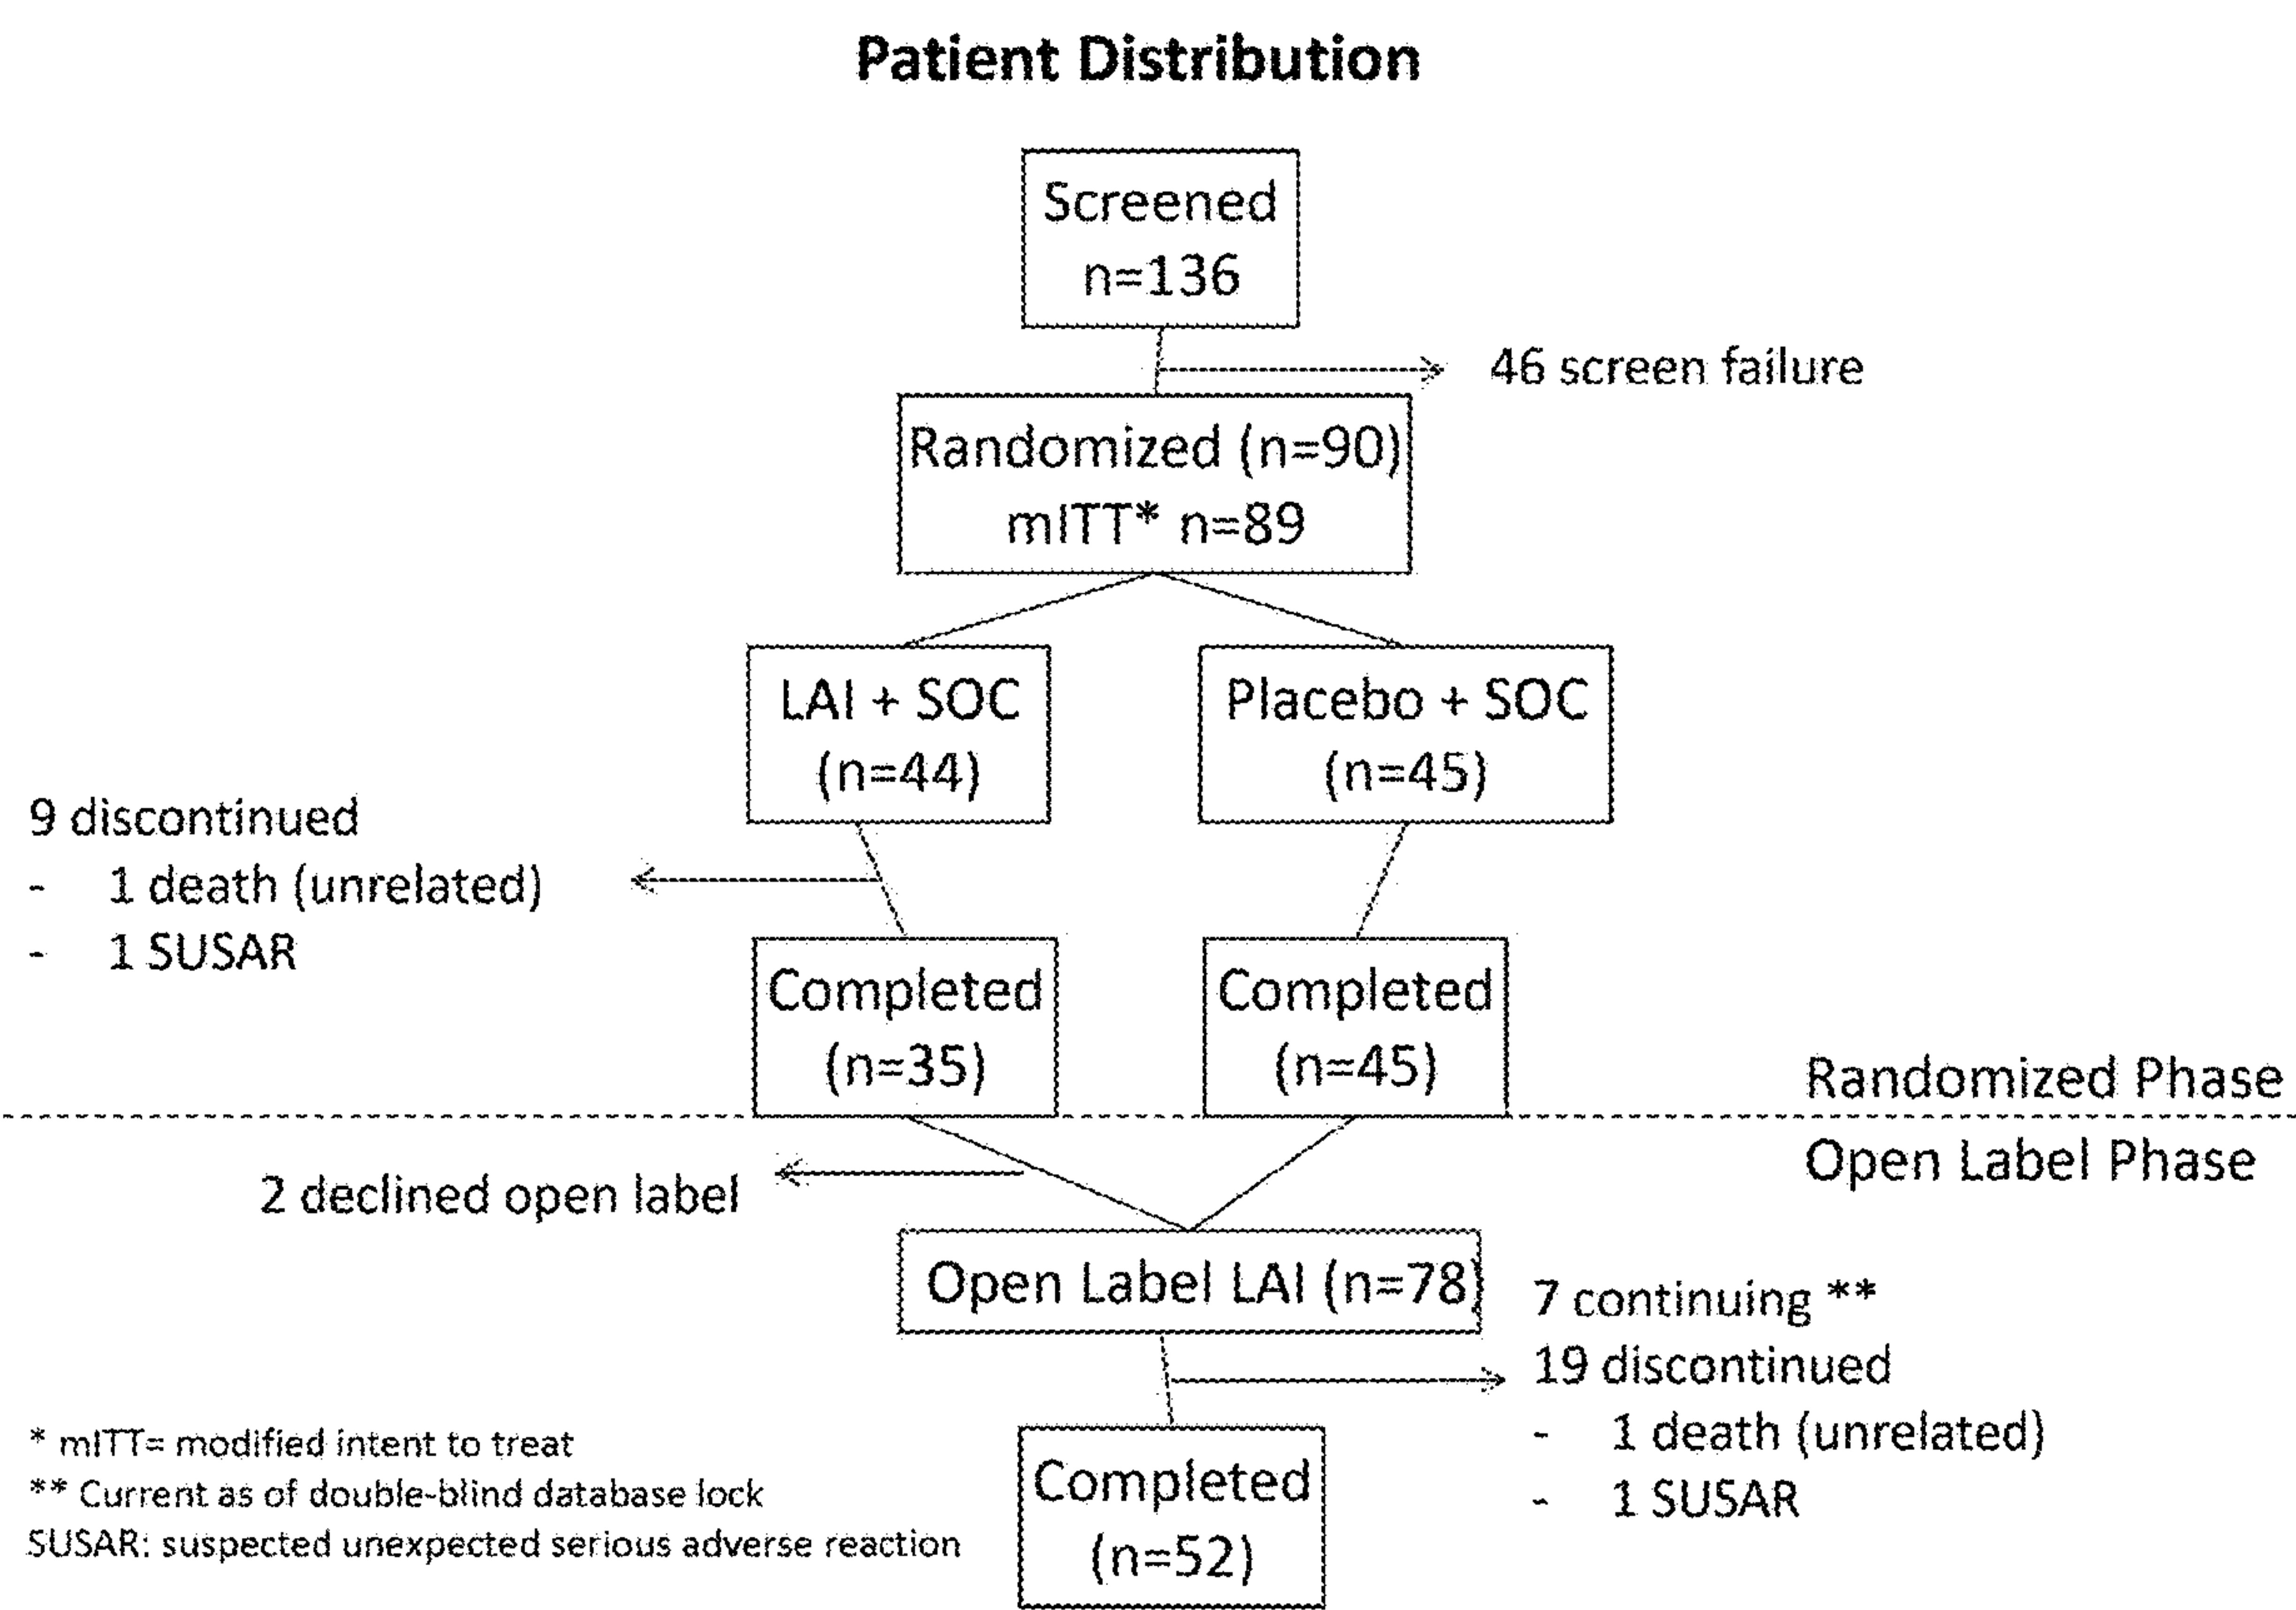 Patient Distribution
Screened
n=136
46 screen failure
Randomized (n=90)
mITT* n=89
LAI + SOC
(n=44)
Placebo + SOC
(n=45)
9 discontinued
- 1 death (unrelated)
- 1 SUSAR
Completed
(n=35)
Completed
(n=45)
Randomized Phase
Open Label Phase
2 declined open label
Open Label LAI (n=78)
7 continuing **
19 discontinued
- 1 death (unrelated)
- 1 SUSAR
Completed
(n=52)
* mITT= modified intent to treat
** Current as of double-blind database lock
SUSAR: suspected unexpected serious adverse reaction